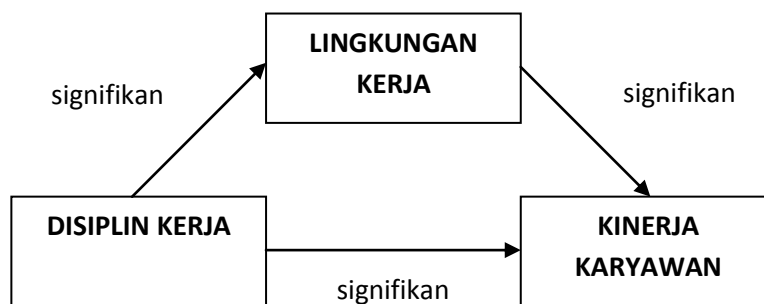 LINGKUNGAN
KERJA
signifikan
signifikan
DISIPLIN KERJA
KINERJA
KARYAWAN
signifikan